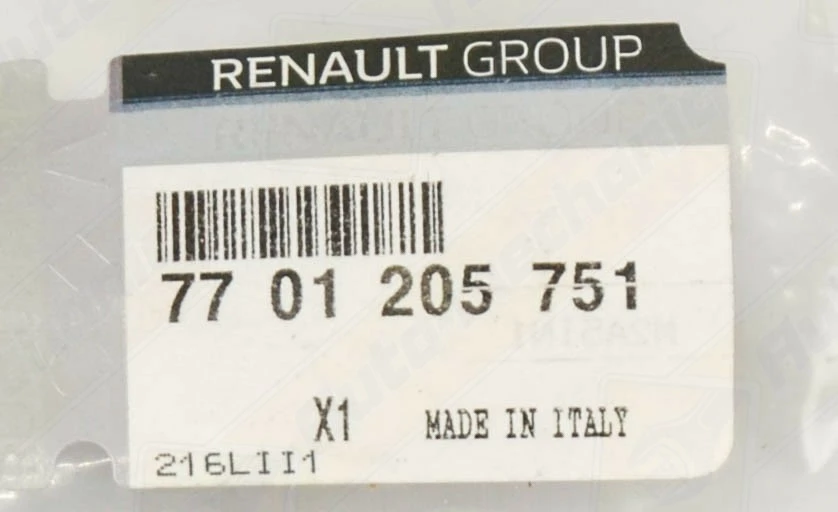 RENAULT GROUP
77 01 205 751
X1 MADE IN ITALY
216LII1